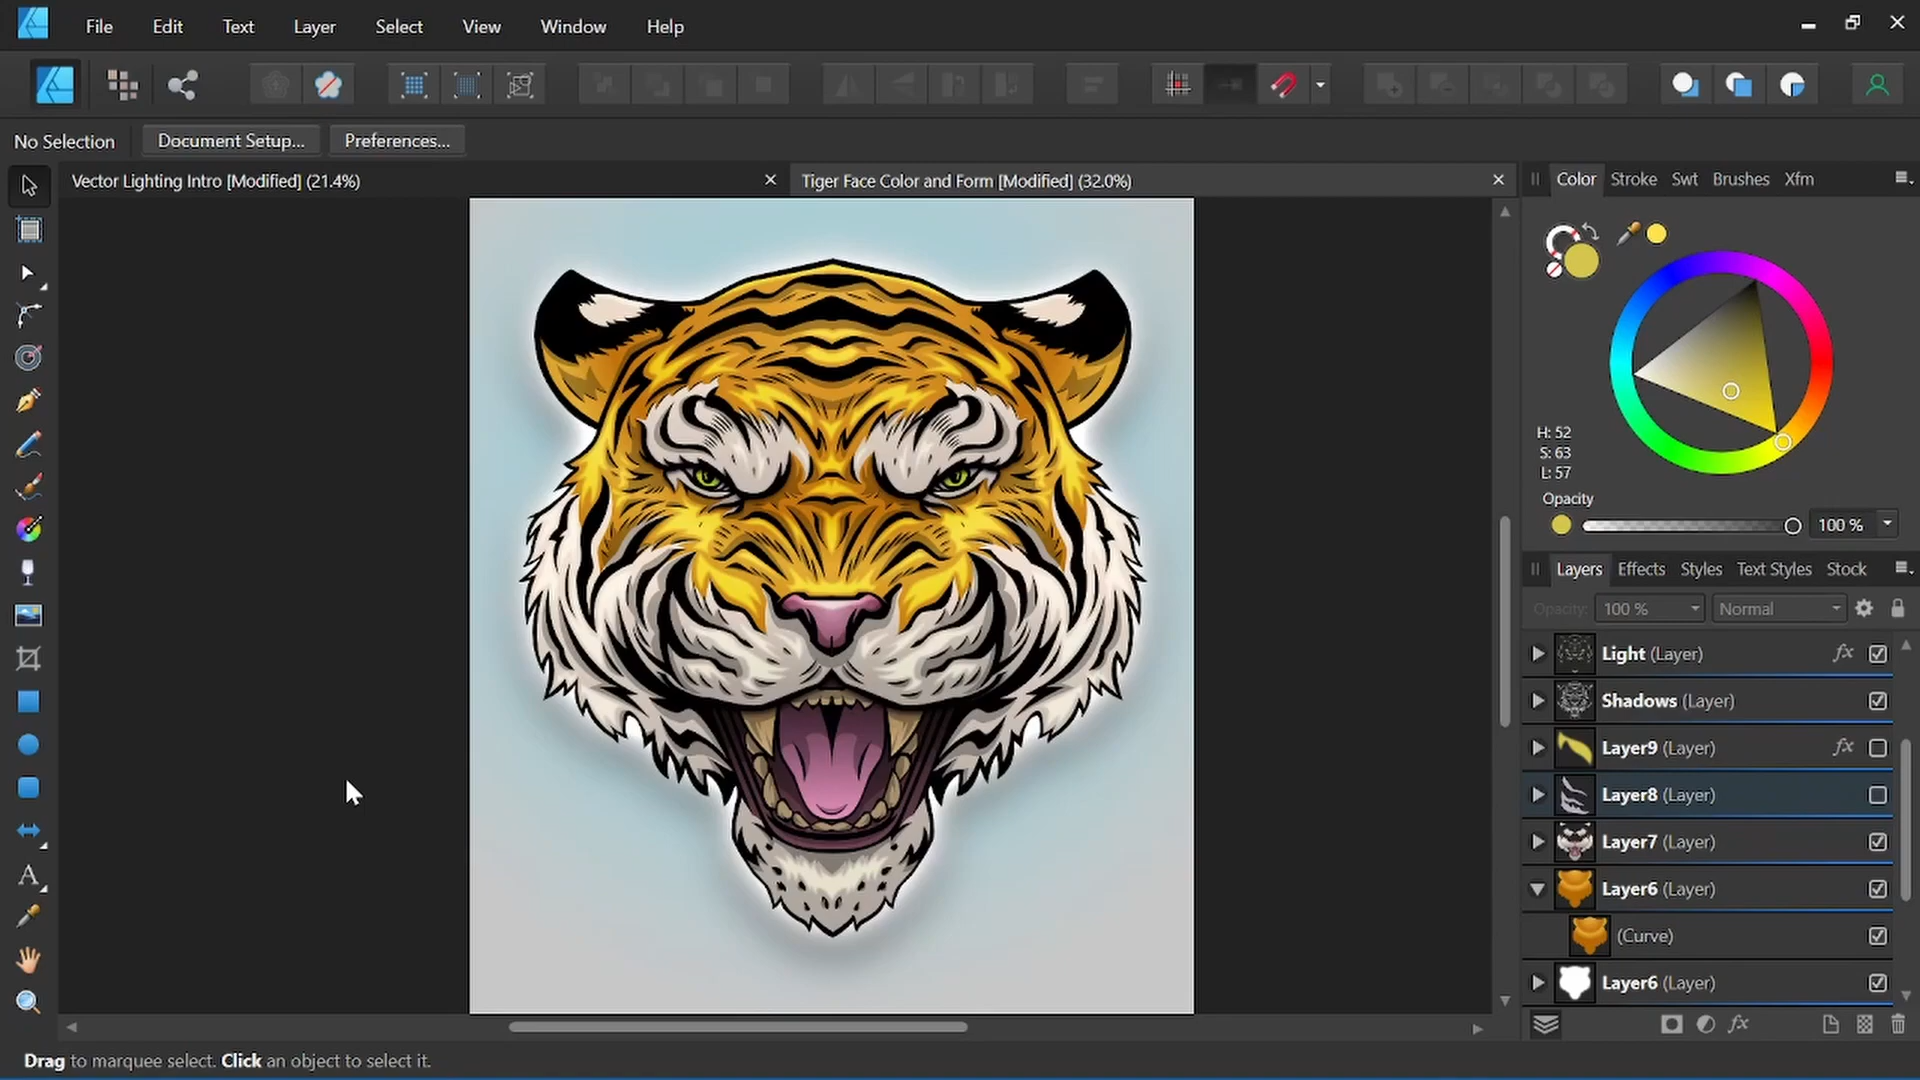 File Edit Text Layer Select View Window Help
No Selection Document Setup... Preferences...
Vector Lighting Intro [Modified] (21.4%)
Tiger Face Color and Form [Modified] (32.0%)
Color Stroke Swt Brushes Xfm
H: 52
S: 63
L: 57
Opacity
100 %
Layers Effects Styles Text Styles Stock
Opacity: 100 % Normal
Light (Layer) fx
Shadows (Layer)
Layer9 (Layer) fx
Layer8 (Layer)
Layer7 (Layer)
Layer6 (Layer)
(Curve)
Layer6 (Layer)
fx
A
Drag to marquee select. Click an object to select it.